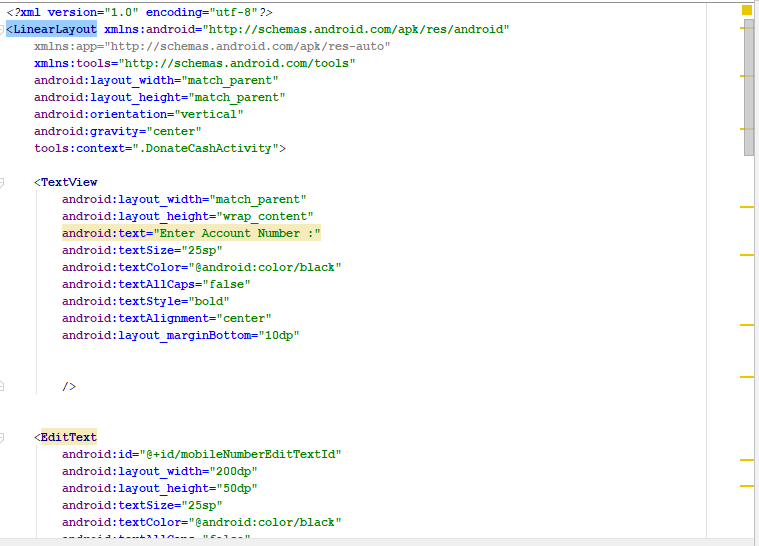 <?xml version="1.0" encoding="utf-8"?>
<LinearLayout xmlns:android="http://schemas.android.com/apk/res/android"
    xmlns:app="http://schemas.android.com/apk/res-auto"
    xmlns:tools="http://schemas.android.com/tools"
    android:layout_width="match_parent"
    android:layout_height="match_parent"
    android:orientation="vertical"
    android:gravity="center"
    tools:context=".DonateCashActivity">
    <TextView
        android:layout_width="match_parent"
        android:layout_height="wrap_content"
        android:text="Enter Account Number :"
        android:textSize="25sp"
        android:textColor="@android:color/black"
        android:textAllCaps="false"
        android:textStyle="bold"
        android:textAlignment="center"
        android:layout_marginBottom="10dp"
        />
    <EditText
        android:id="@+id/mobileNumberEditTextId"
        android:layout_width="200dp"
        android:layout_height="50dp"
        android:textSize="25sp"
        android:textColor="@android:color/black"
        android:textAllCaps="false"